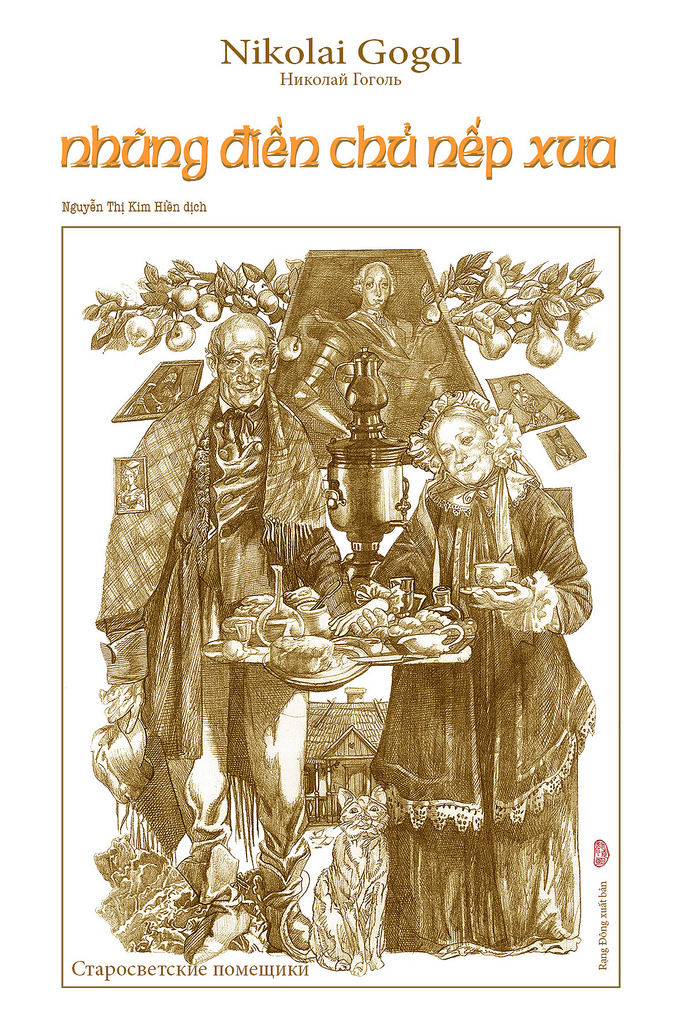 Nikolai Gogol
Николай Гоголь
những điền chủ nếp xưa
Nguyễn Thị Kim Hiền dịch
Rạng Đông xuất bản
Старосветские помещики